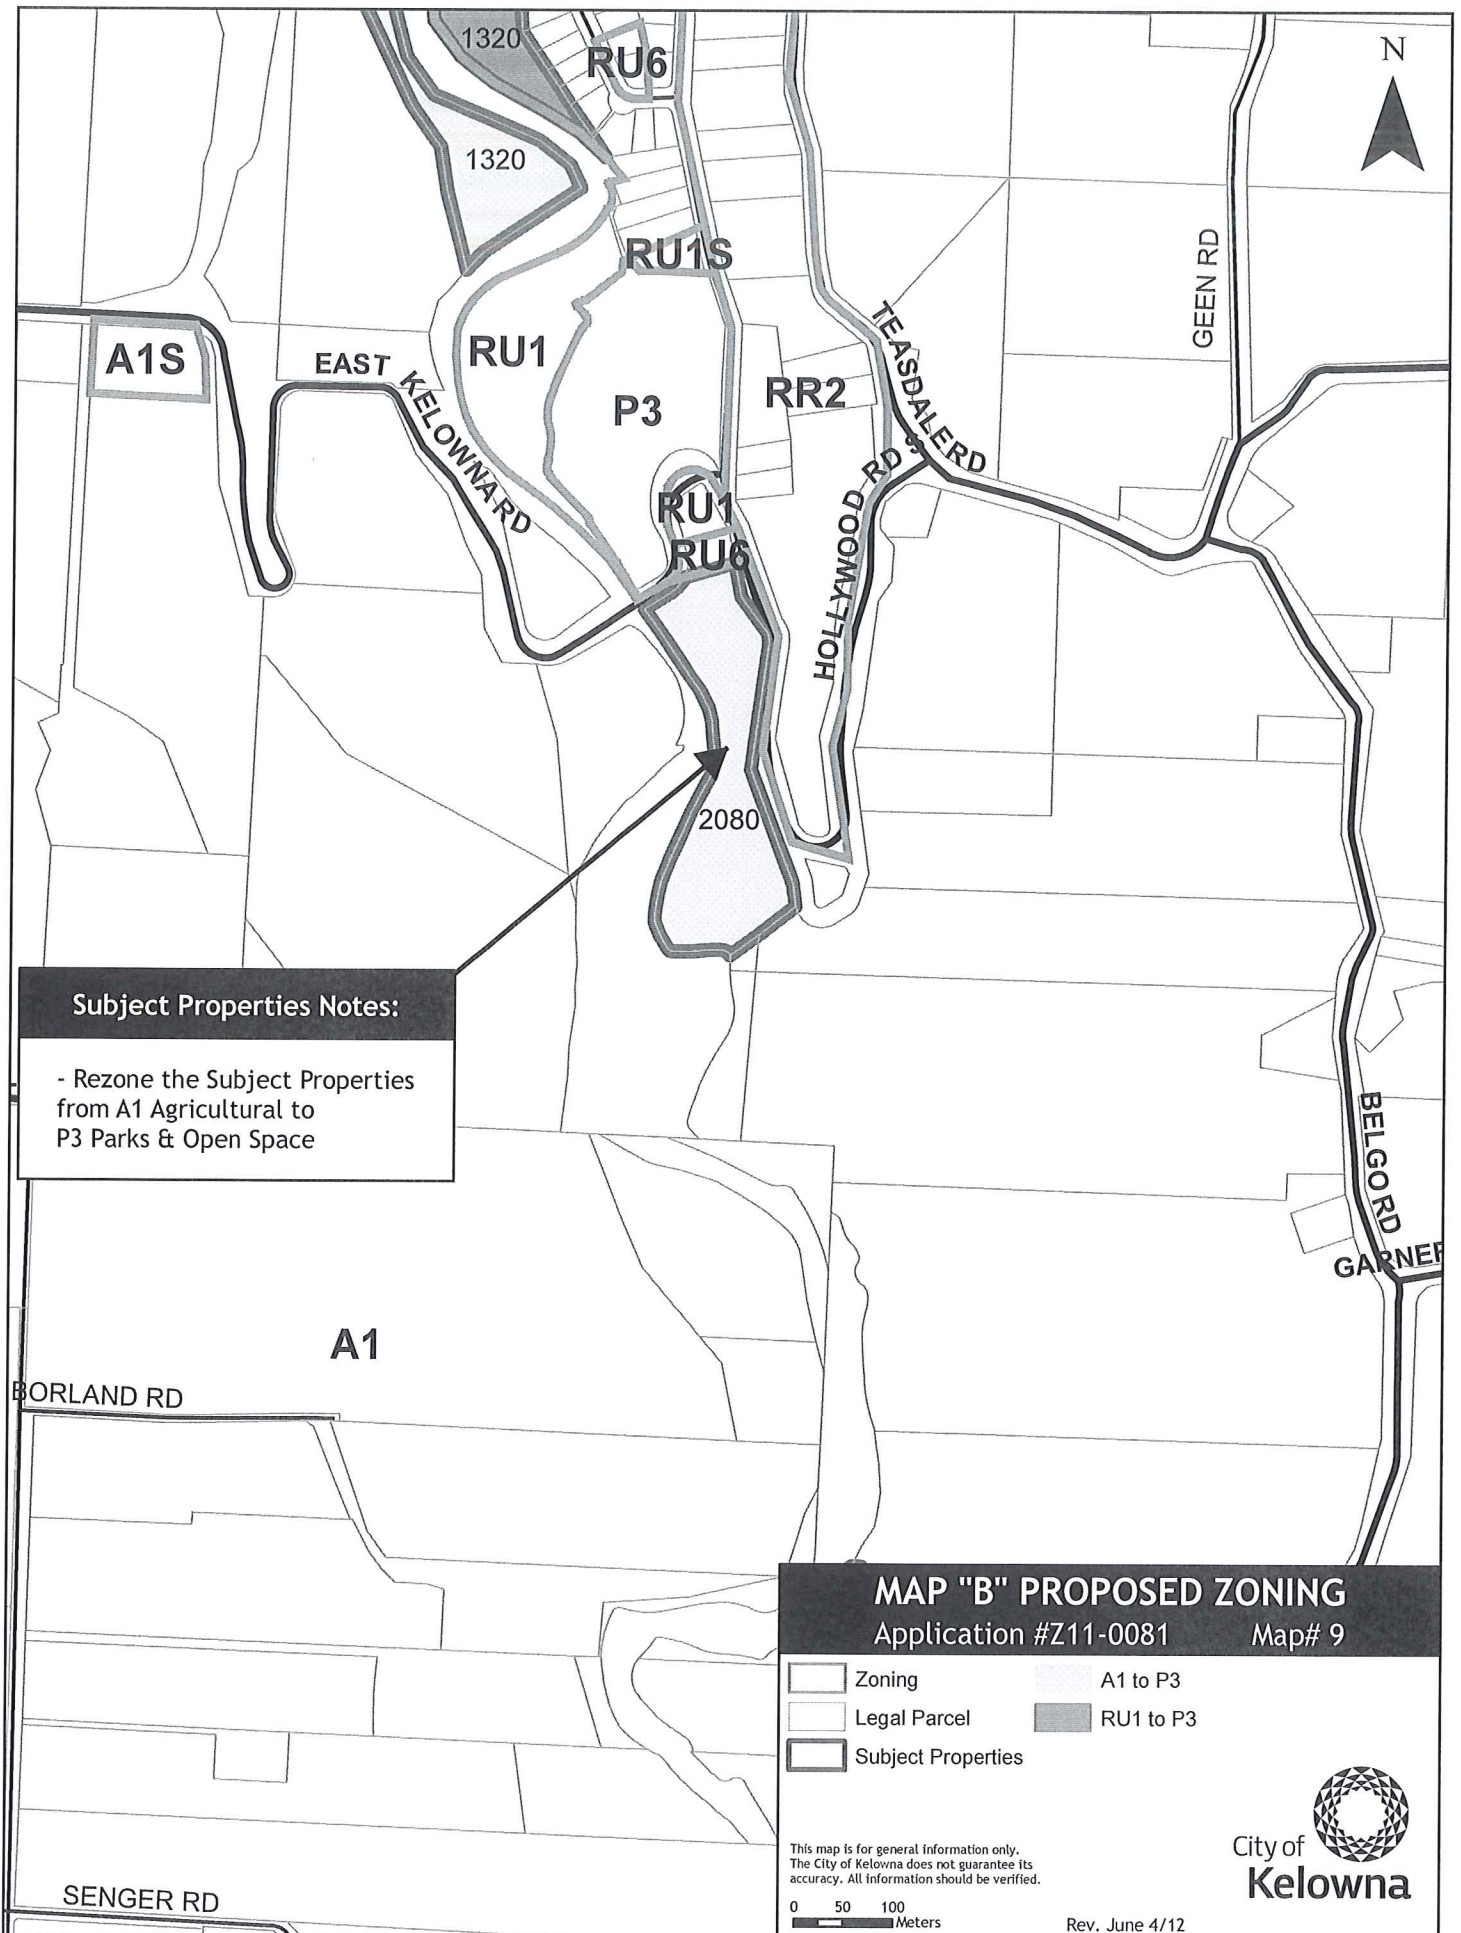 1320
RU6
N
1320
RU1S
GEEN RD
A1S
EAST KELOWNA RD
RU1
P3
RR2
TEASDALE RD
HOLLYWOOD RD S
RU1
RU6
2080
Subject Properties Notes:
- Rezone the Subject Properties
from A1 Agricultural to
P3 Parks & Open Space
BELGO RD
GARNER
A1
BORLAND RD
SENGER RD
MAP "B" PROPOSED ZONING
Application #Z11-0081 Map# 9
Zoning
A1 to P3
Legal Parcel
RU1 to P3
Subject Properties
This map is for general information only.
The City of Kelowna does not guarantee its
accuracy. All information should be verified.
0 50 100
Meters
Rev. June 4/12
City of
Kelowna